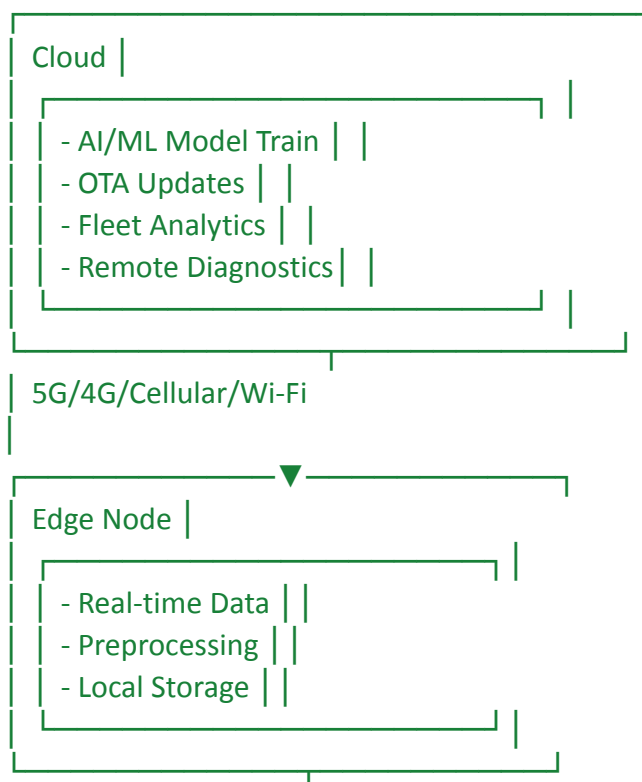 Cloud
- AI/ML Model Train
- OTA Updates
- Fleet Analytics
- Remote Diagnostics
5G/4G/Cellular/Wi-Fi
▼
Edge Node
- Real-time Data
- Preprocessing
- Local Storage